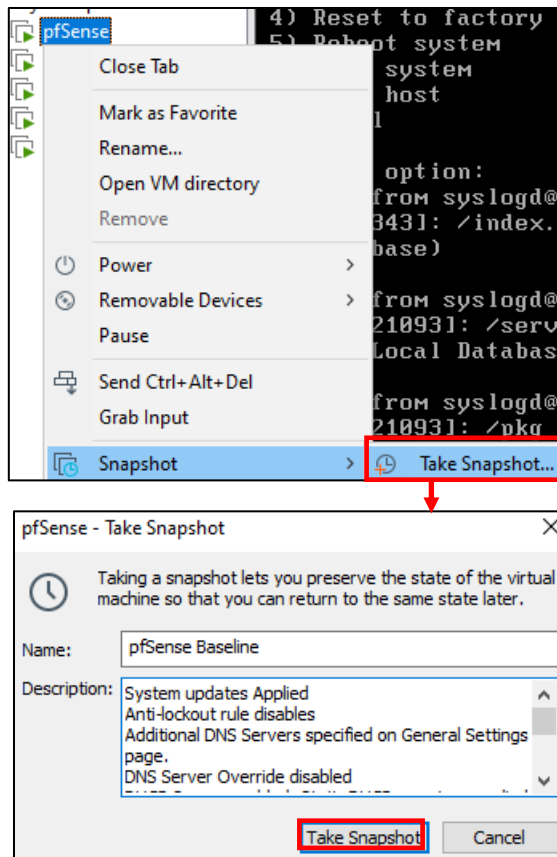 4) Reset to factory
pfSense
5) Reboot system
Close Tab
system
host
Mark as Favorite
l
Rename...
Open VM directory
option:
Remove
from syslogd@
343]: /index.
base)
Power
Removable Devices
from syslogd@
Pause
21093]: /serv
Local Databas
Send Ctrl+Alt+Del
Grab Input
from syslogd@
21093]: /pkg
Snapshot
Take Snapshot...
pfSense - Take Snapshot
Taking a snapshot lets you preserve the state of the virtual
machine so that you can return to the same state later.
Name: pfSense Baseline
Description: System updates Applied
Anti-lockout rule disables
Additional DNS Servers specified on General Settings
page.
DNS Server Override disabled
Take Snapshot Cancel